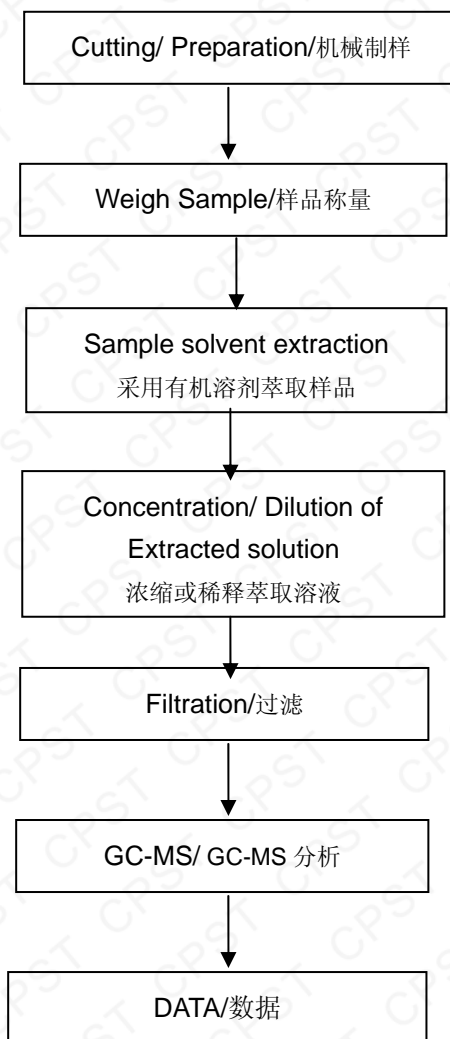 Cutting/ Preparation/机械制样
Weigh Sample/样品称量
Sample solvent extraction
采用有机溶剂萃取样品
Concentration/ Dilution of
Extracted solution
浓缩或稀释萃取溶液
Filtration/过滤
GC-MS/ GC-MS 分析
DATA/数据